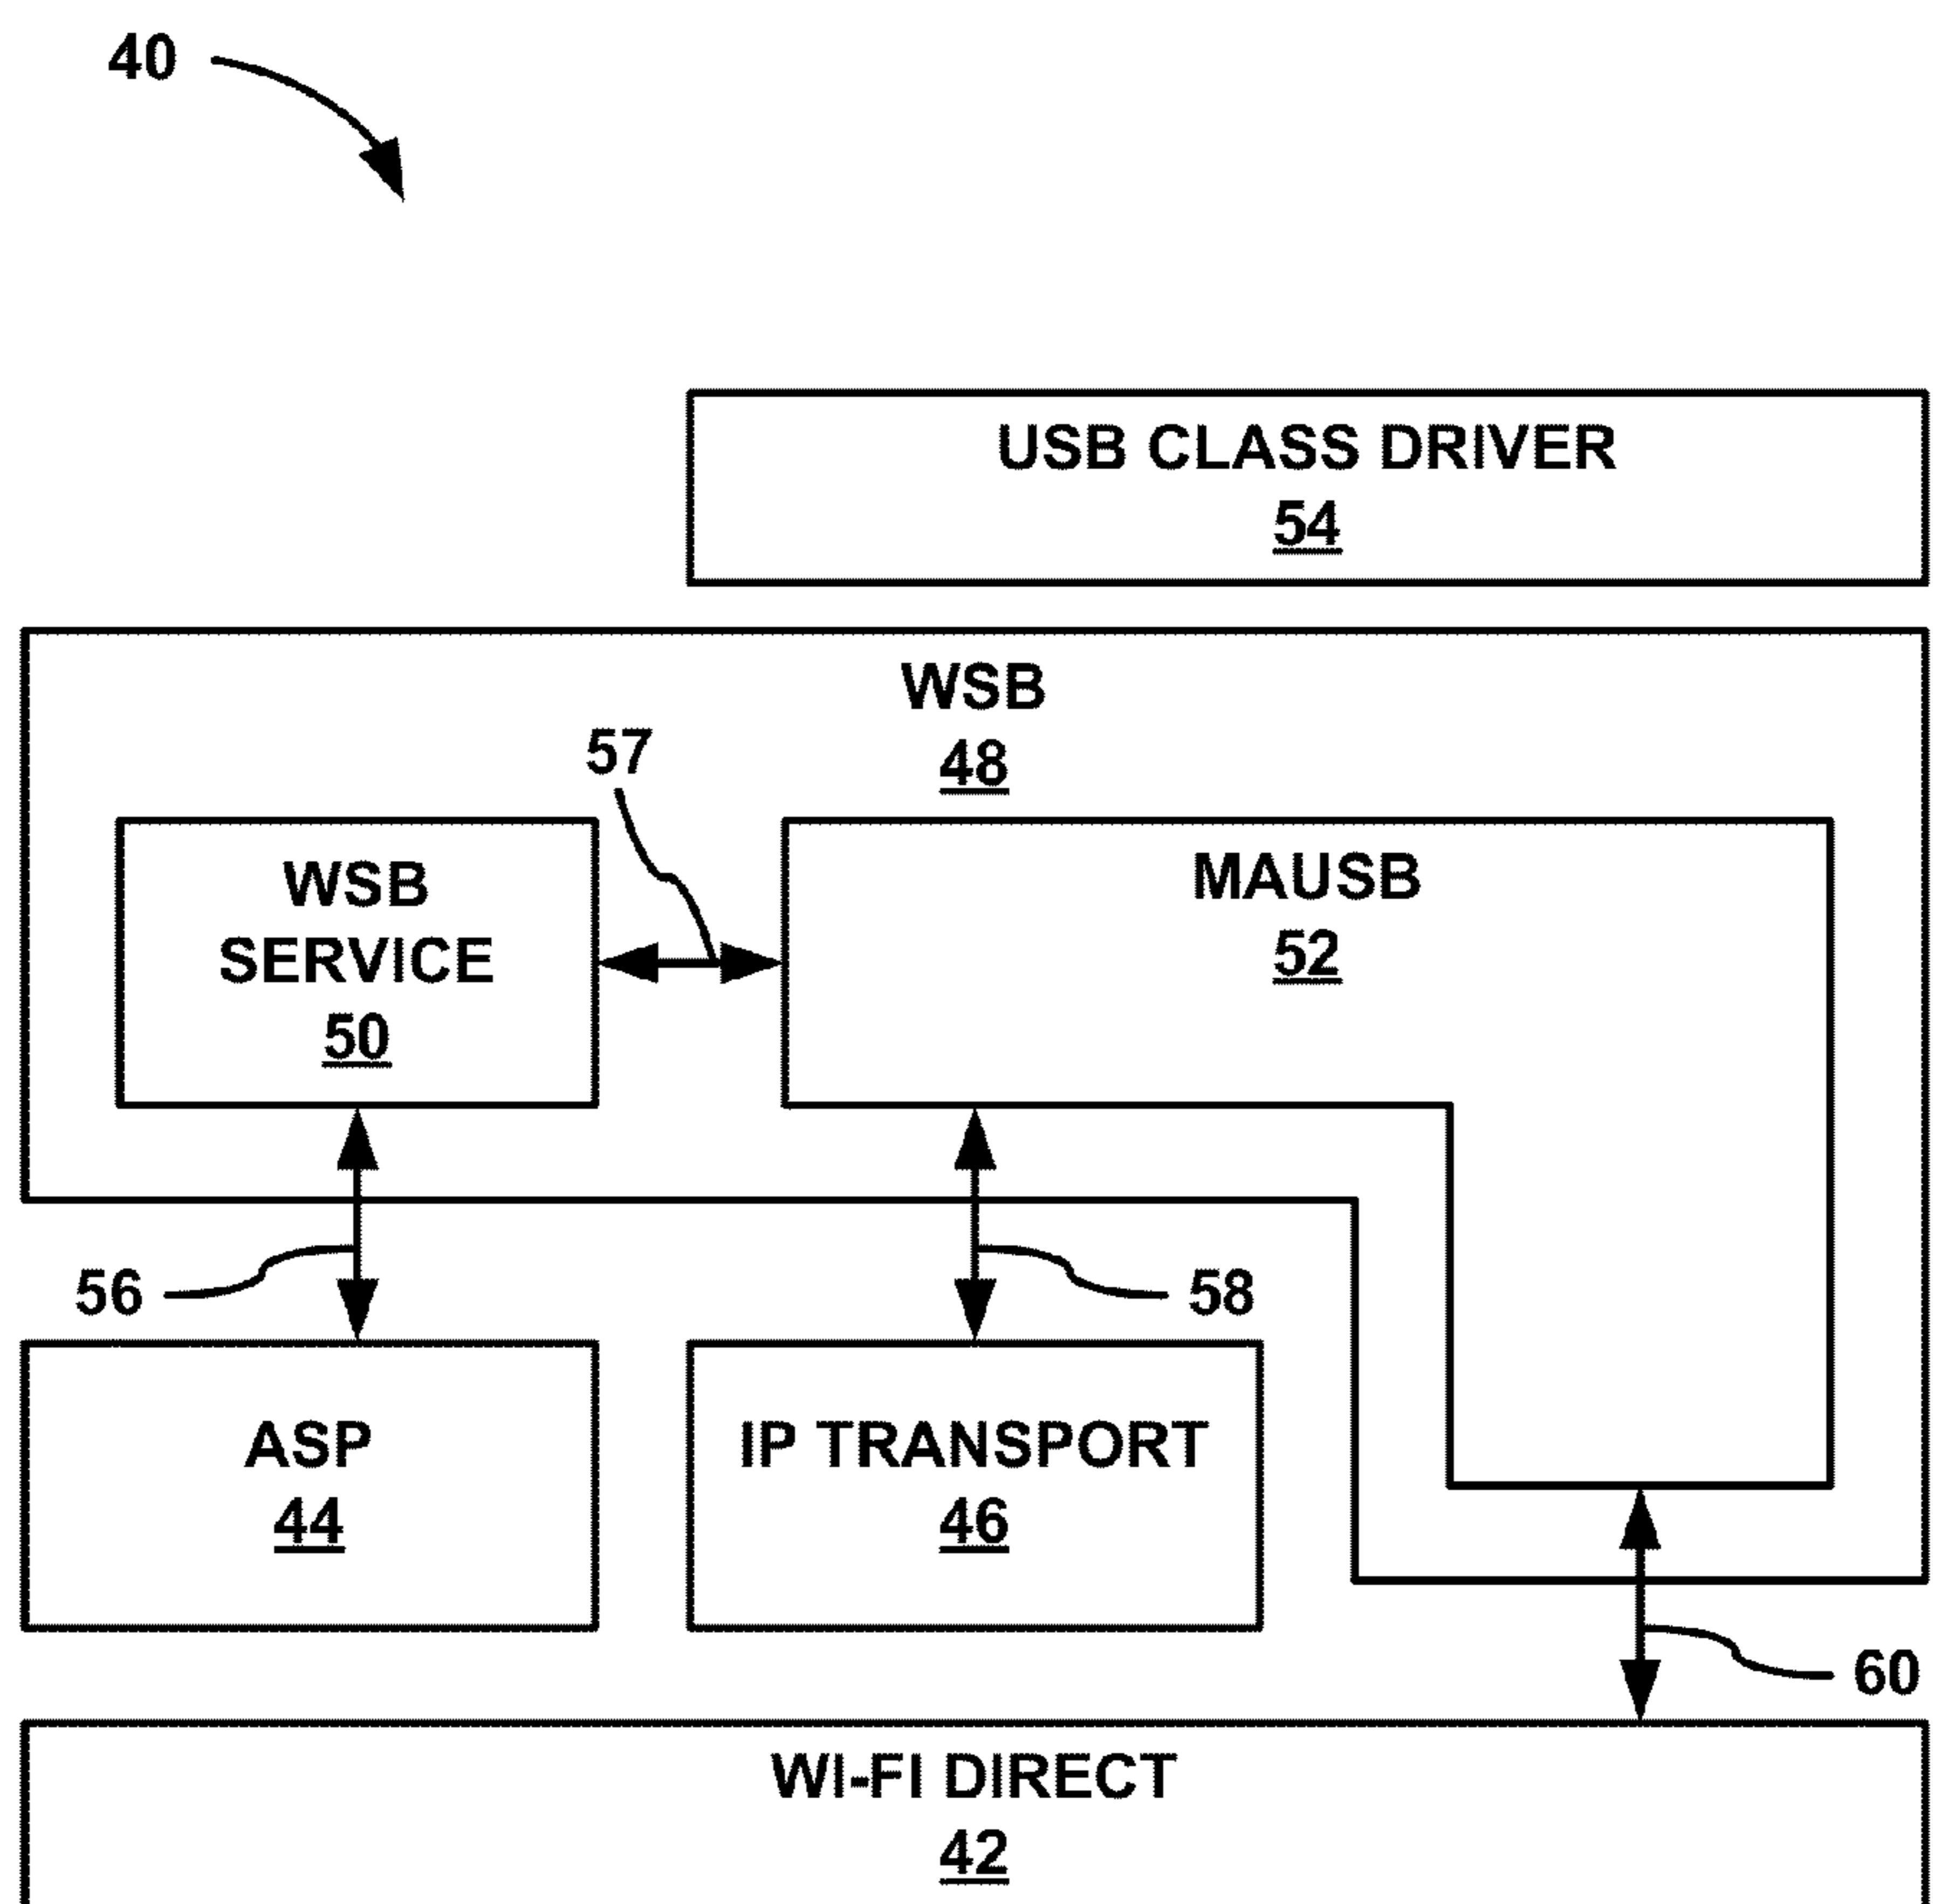 40
USB CLASS DRIVER
54
WSB
48
57
WSB
SERVICE
50
MAUSB
52
56
58
ASP
44
IP TRANSPORT
46
60
WI-FI DIRECT
42